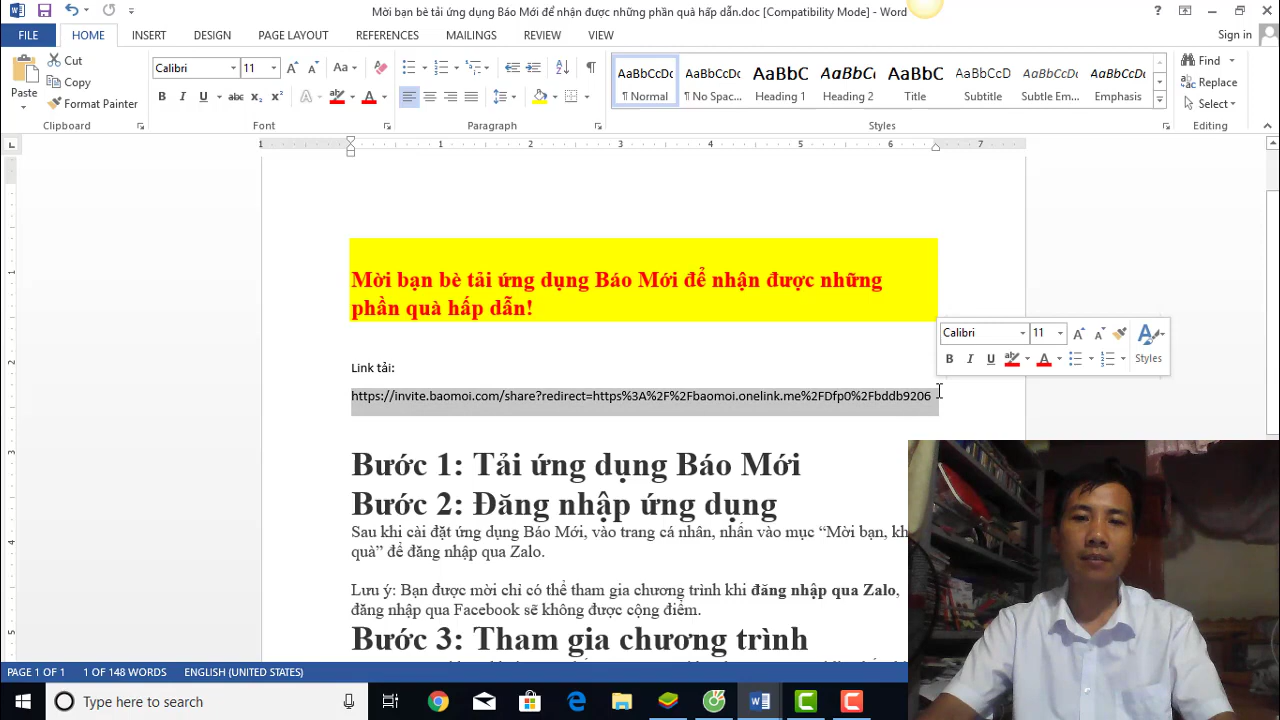 Mời bạn bè tải ứng dụng Báo Mới để nhận được những phần quà hấp dẫn.doc [Compatibility Mode] - Word
Sign in
FILE HOME INSERT DESIGN PAGE LAYOUT REFERENCES MAILINGS REVIEW VIEW
Paste
Cut
Copy
Format Painter
Clipboard
Calibri 11
Font
Paragraph
AaBbCcDc AaBbCcDc AaBbC AaBbCc AaBbC AaBbCcD AaBbCcDc AaBbCcDc
¶ Normal ¶ No Spac... Heading 1 Heading 2 Title Subtitle Subtle Em... Emphasis
Styles
Find
Replace
Select
Editing
1 1 2 3 4 5 6 7
Mời bạn bè tải ứng dụng Báo Mới để nhận được những
phần quà hấp dẫn!
Calibri 11
B I U Styles
Link tải:
https://invite.baomoi.com/share?redirect=https%3A%2F%2Fbaomoi.onelink.me%2FDfp0%2Fbddb9206
Bước 1: Tải ứng dụng Báo Mới
Bước 2: Đăng nhập ứng dụng
Sau khi cài đặt ứng dụng Báo Mới, vào trang cá nhân, nhấn vào mục “Mời bạn,
quà” để đăng nhập qua Zalo.
Lưu ý: Bạn được mời chỉ có thể tham gia chương trình khi đăng nhập qua Zalo,
đăng nhập qua Facebook sẽ không được cộng điểm.
Bước 3: Tham gia chương trình
PAGE 1 OF 1 1 OF 148 WORDS ENGLISH (UNITED STATES)
Type here to search